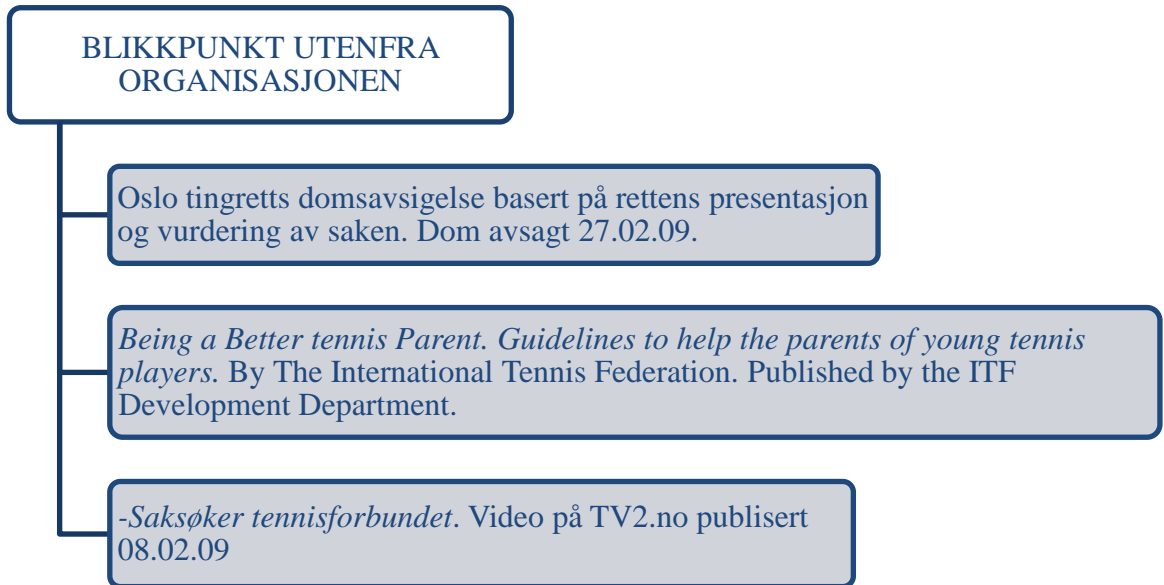 BLIKKPUNKT UTENFRA
ORGANISASJONEN
Oslo tingretts domsavsigelse basert på rettens presentasjon
og vurdering av saken. Dom avsagt 27.02.09.
Being a Better tennis Parent. Guidelines to help the parents of young tennis
players. By The International Tennis Federation. Published by the ITF
Development Department.
-Saksøker tennisforbundet. Video på TV2.no publisert
08.02.09